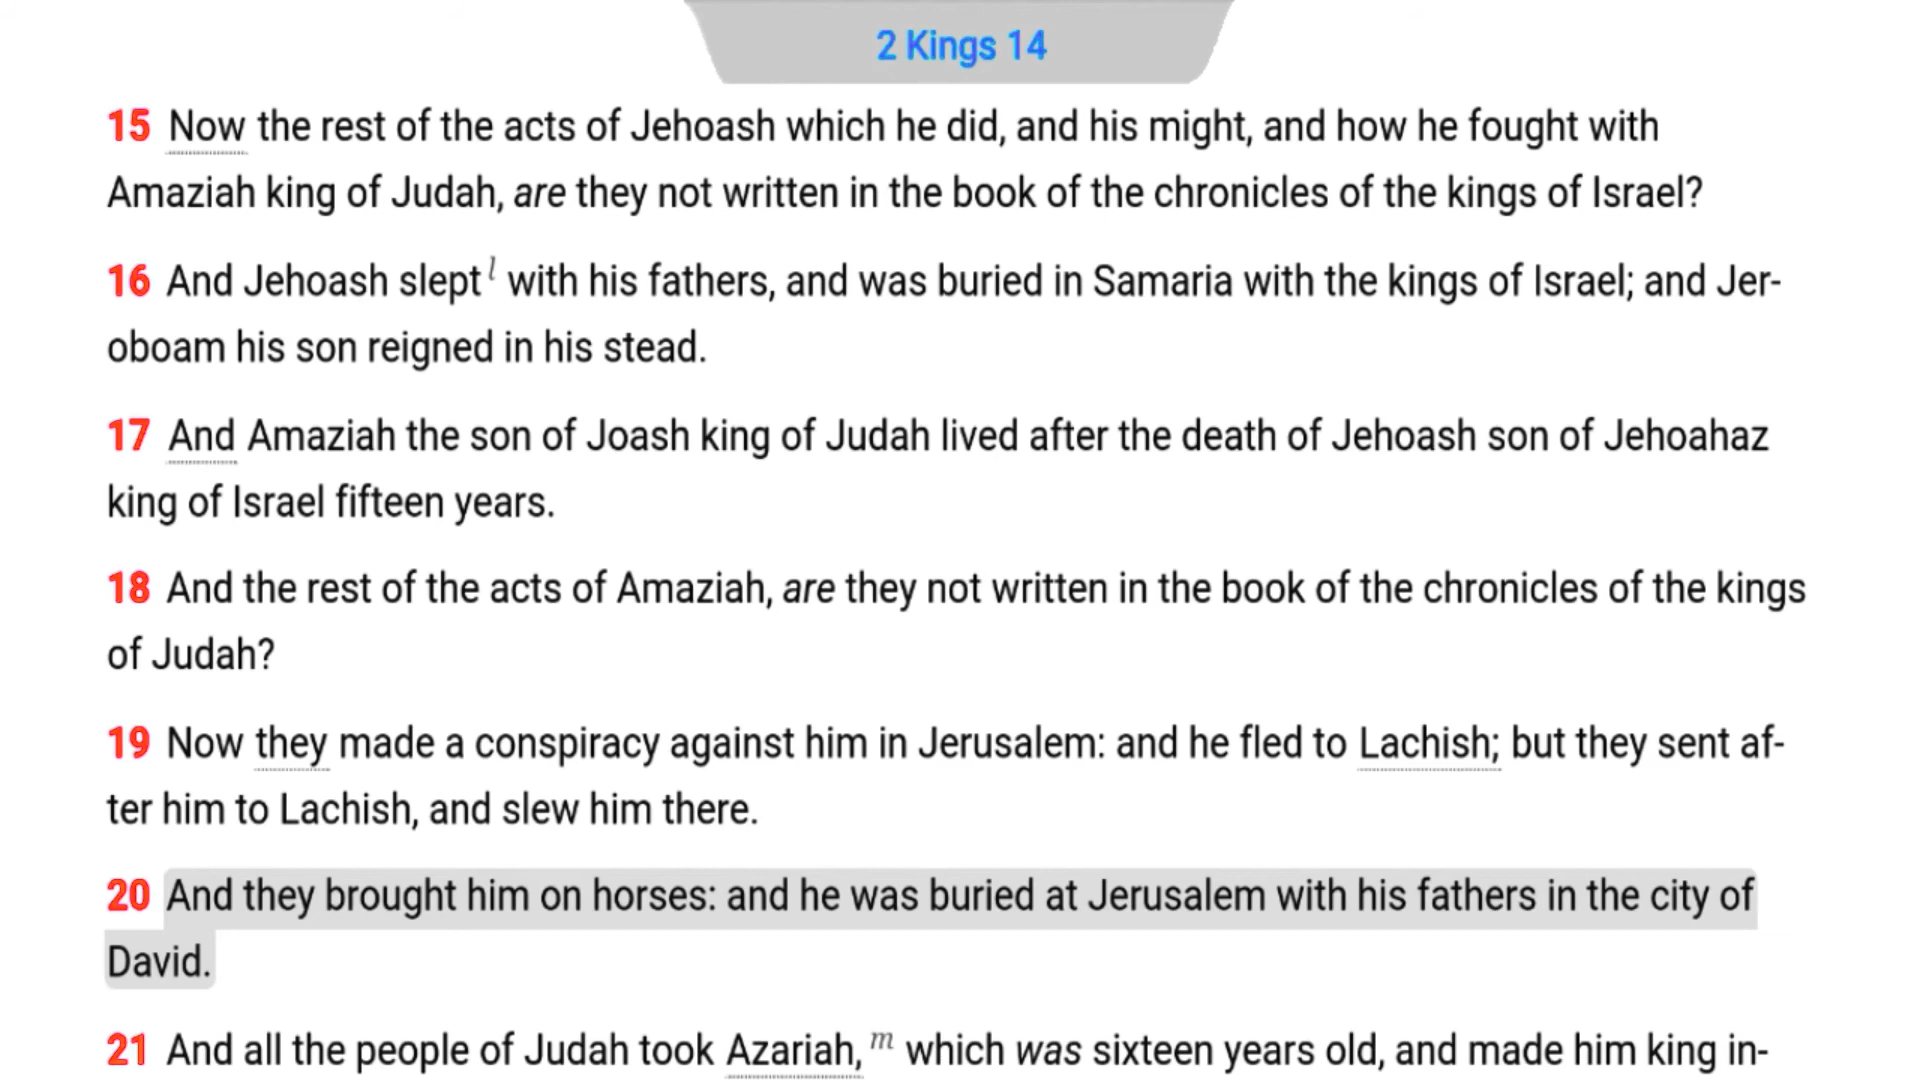 2 Kings 14
15 Now the rest of the acts of Jehoash which he did, and his might, and how he fought with
Amaziah king of Judah, are they not written in the book of the chronicles of the kings of Israel?
16 And Jehoash slept l with his fathers, and was buried in Samaria with the kings of Israel; and Jer-
oboam his son reigned in his stead.
17 And Amaziah the son of Joash king of Judah lived after the death of Jehoash son of Jehoahaz
king of Israel fifteen years.
18 And the rest of the acts of Amaziah, are they not written in the book of the chronicles of the kings
of Judah?
19 Now they made a conspiracy against him in Jerusalem: and he fled to Lachish; but they sent af-
ter him to Lachish, and slew him there.
20 And they brought him on horses: and he was buried at Jerusalem with his fathers in the city of
David.
21 And all the people of Judah took Azariah, m which was sixteen years old, and made him king in-